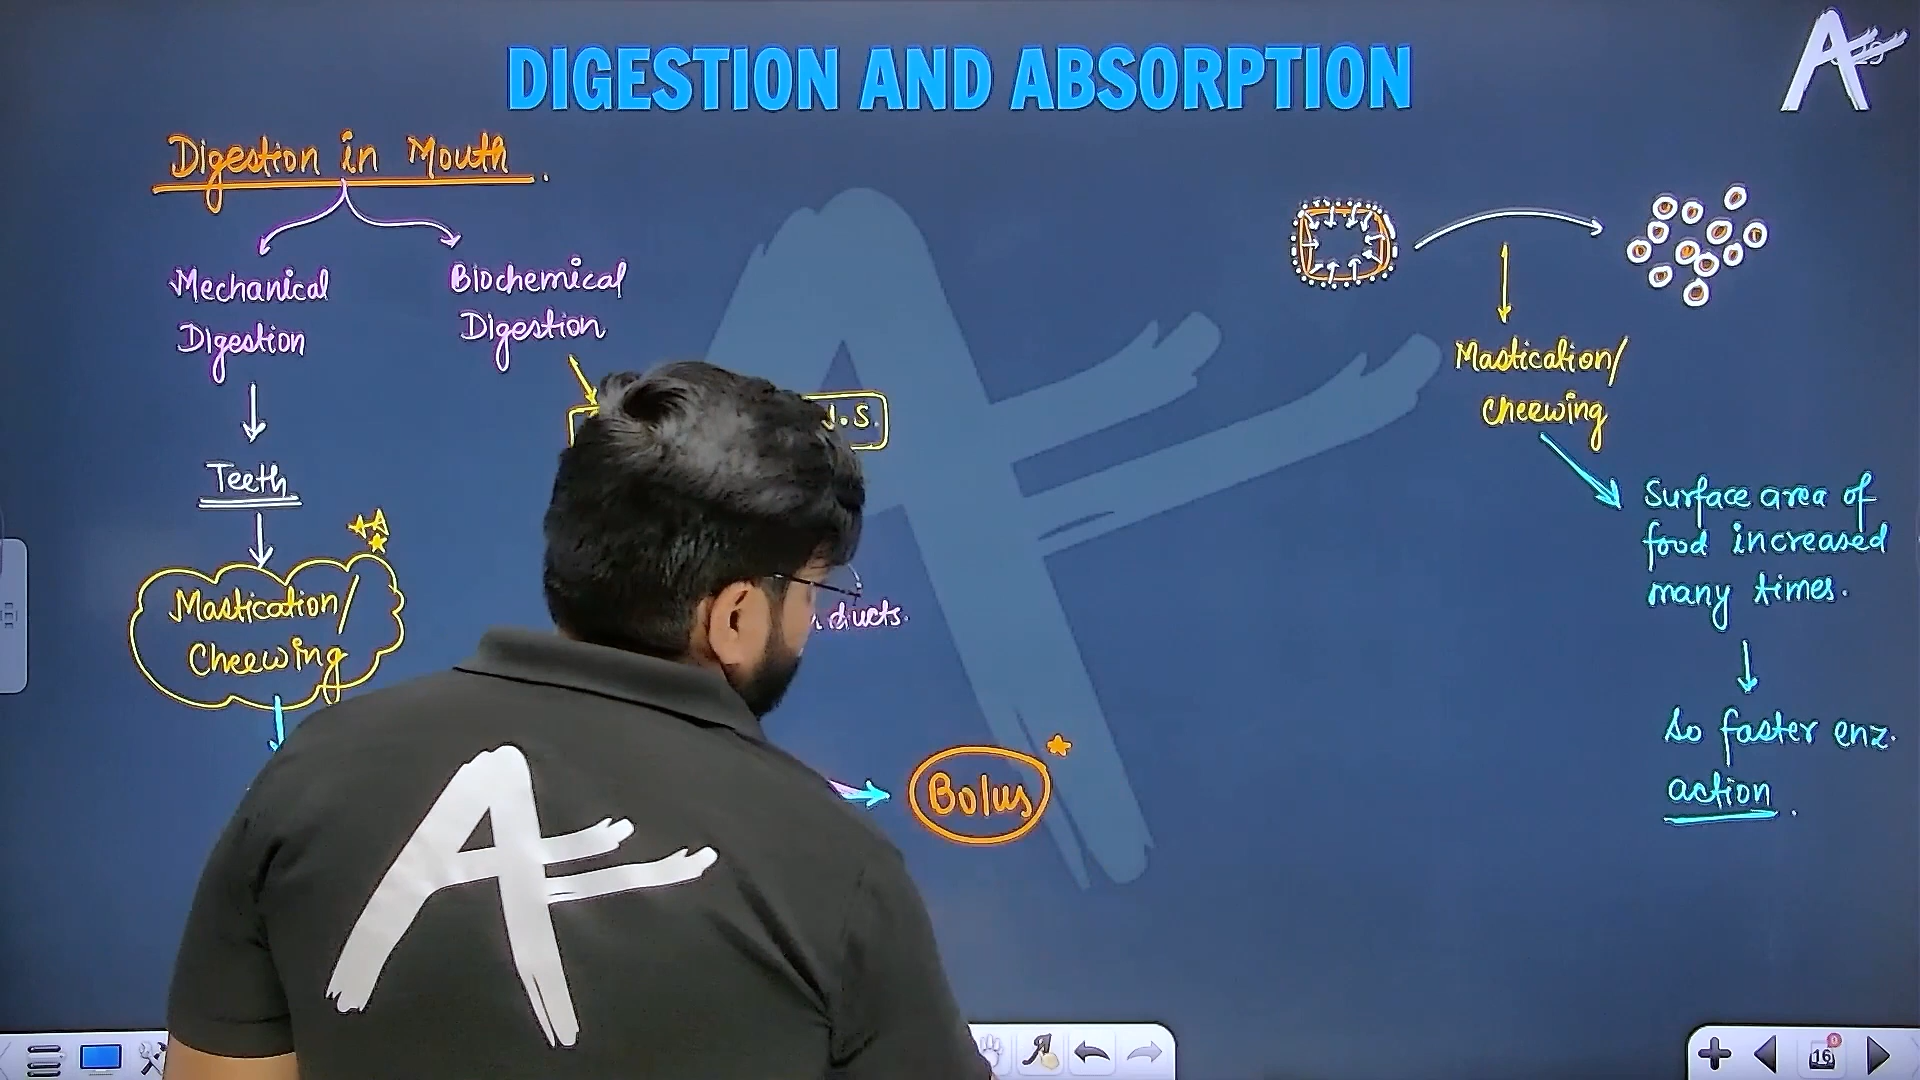 DIGESTION AND ABSORPTION
Digestion in Mouth
Mechanical
Digestion
Biochemical
Digestion
Teeth
Mastication/
Cheewing
J.S.
ducts.
Bolus
Mastication/
Cheewing
Surface area of
food increased
many times.
So faster enz.
action.
16